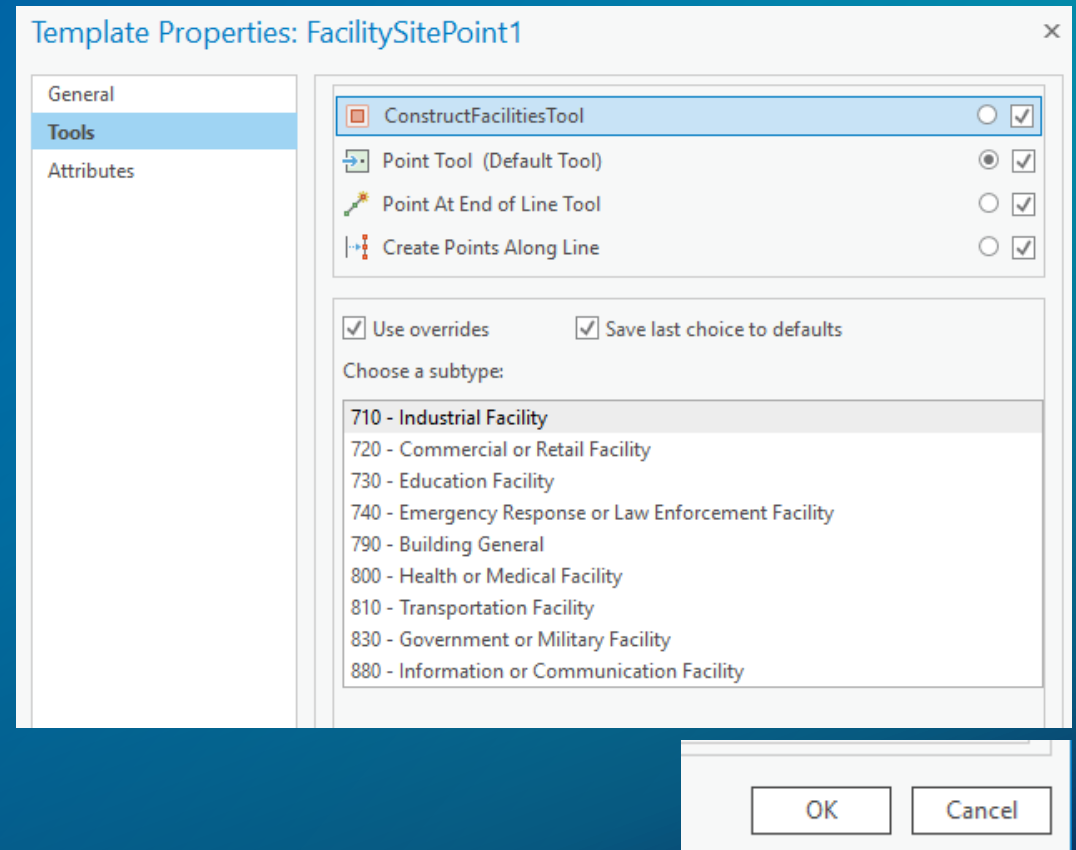 Template Properties: FacilitySitePoint1
General
Tools
Attributes
ConstructFacilitiesTool
Point Tool (Default Tool)
Point At End of Line Tool
Create Points Along Line
Use overrides Save last choice to defaults
Choose a subtype:
710 - Industrial Facility
720 - Commercial or Retail Facility
730 - Education Facility
740 - Emergency Response or Law Enforcement Facility
790 - Building General
800 - Health or Medical Facility
810 - Transportation Facility
830 - Government or Military Facility
880 - Information or Communication Facility
OK Cancel